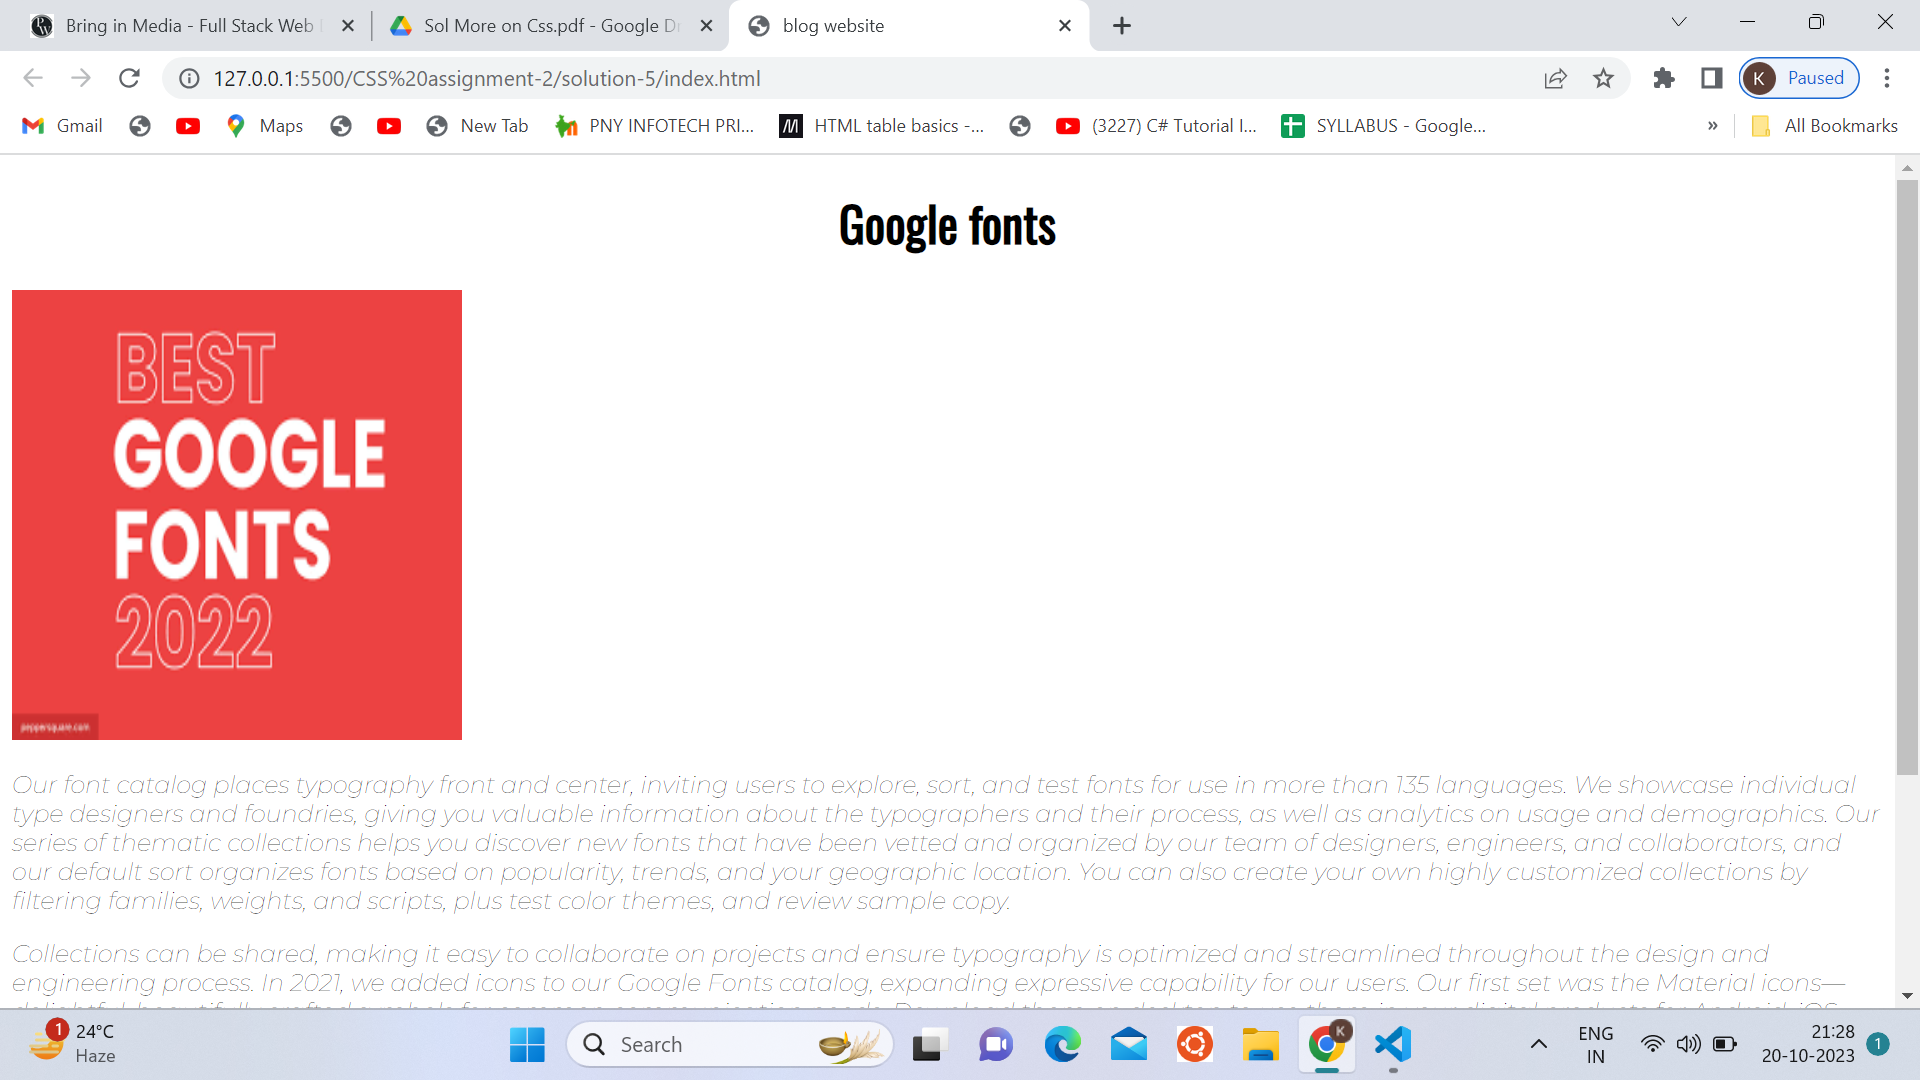 Bring in Media - Full Stack Web
Sol More on Css.pdf - Google D
blog website
127.0.0.1:5500/CSS%20assignment-2/solution-5/index.html
K Paused
Gmail
Maps
New Tab
PNY INFOTECH PRI...
HTML table basics -...
(3227) C# Tutorial I...
SYLLABUS - Google...
»
All Bookmarks
Google fonts
BEST
GOOGLE
FONTS
2022
peppersquare.com
Our font catalog places typography front and center, inviting users to explore, sort, and test fonts for use in more than 135 languages. We showcase individual
type designers and foundries, giving you valuable information about the typographers and their process, as well as analytics on usage and demographics. Our
series of thematic collections helps you discover new fonts that have been vetted and organized by our team of designers, engineers, and collaborators, and
our default sort organizes fonts based on popularity, trends, and your geographic location. You can also create your own highly customized collections by
filtering families, weights, and scripts, plus test color themes, and review sample copy.
Collections can be shared, making it easy to collaborate on projects and ensure typography is optimized and streamlined throughout the design and
engineering process. In 2021, we added icons to our Google Fonts catalog, expanding expressive capability for our users. Our first set was the Material icons—
1
24°C
Haze
Search
K
ENG
IN
21:28
20-10-2023
1